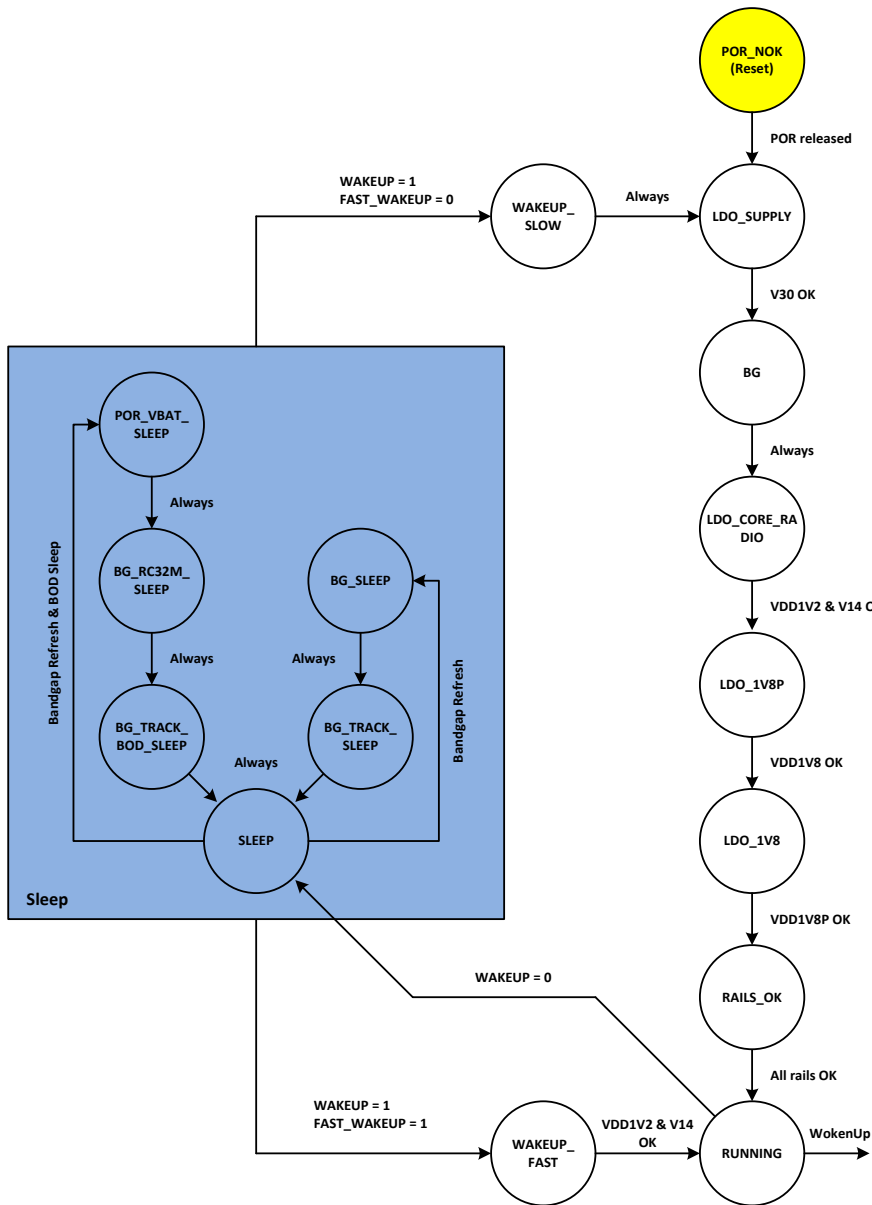 POR_NOK
(Reset)
POR released
WAKEUP = 1
FAST_WAKEUP = 0
WAKEUP_
SLOW
Always
LDO_SUPPLY
V30 OK
BG
Always
LDO_CORE_RA
DIO
VDD1V2 & V14 O
LDO_1V8P
VDD1V8 OK
LDO_1V8
VDD1V8P OK
RAILS_OK
All rails OK
POR_VBAT_
SLEEP
Always
BG_RC32M_
SLEEP
Always
BG_TRACK_
BOD_SLEEP
Bandgap Refresh & BOD Sleep
BG_SLEEP
Always
BG_TRACK_
SLEEP
Bandgap Refresh
Always
SLEEP
Sleep
WAKEUP = 0
WAKEUP = 1
FAST_WAKEUP = 1
WAKEUP_
FAST
VDD1V2 & V14
OK
RUNNING
WokenUp